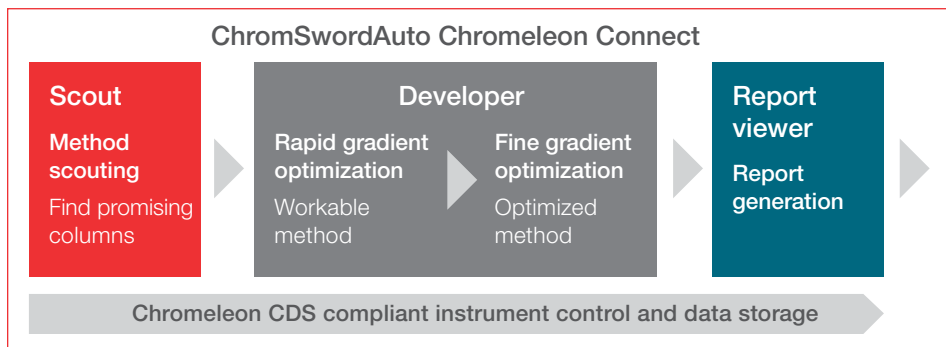 ChromSwordAuto Chromeleon Connect
Scout
Method
scouting
Find promising
columns
Developer
Rapid gradient
optimization
Workable
method
Fine gradient
optimization
Optimized
method
Report
viewer
Report
generation
Chromeleon CDS compliant instrument control and data storage